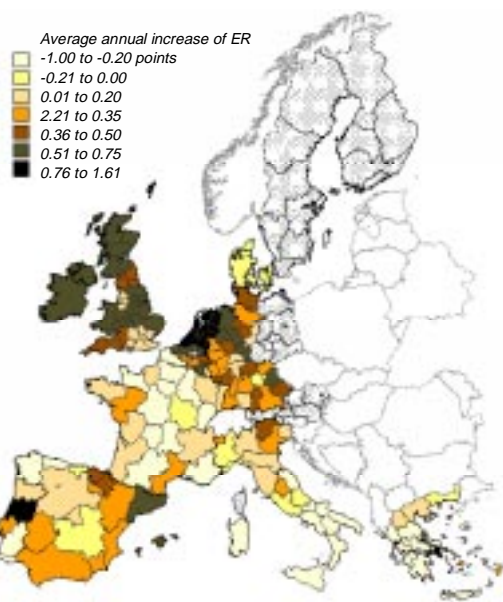 Average annual increase of ER
-1.00 to -0.20 points
-0.21 to 0.00
0.01 to 0.20
2.21 to 0.35
0.36 to 0.50
0.51 to 0.75
0.76 to 1.61